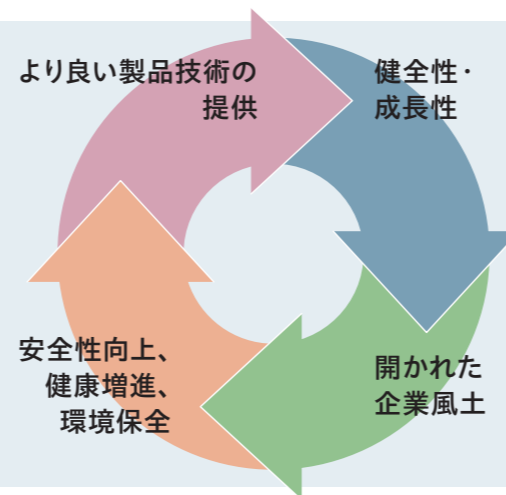 より良い製品技術の
提供
健全性・
成長性
開かれた
企業風土
安全性向上、
健康増進、
環境保全